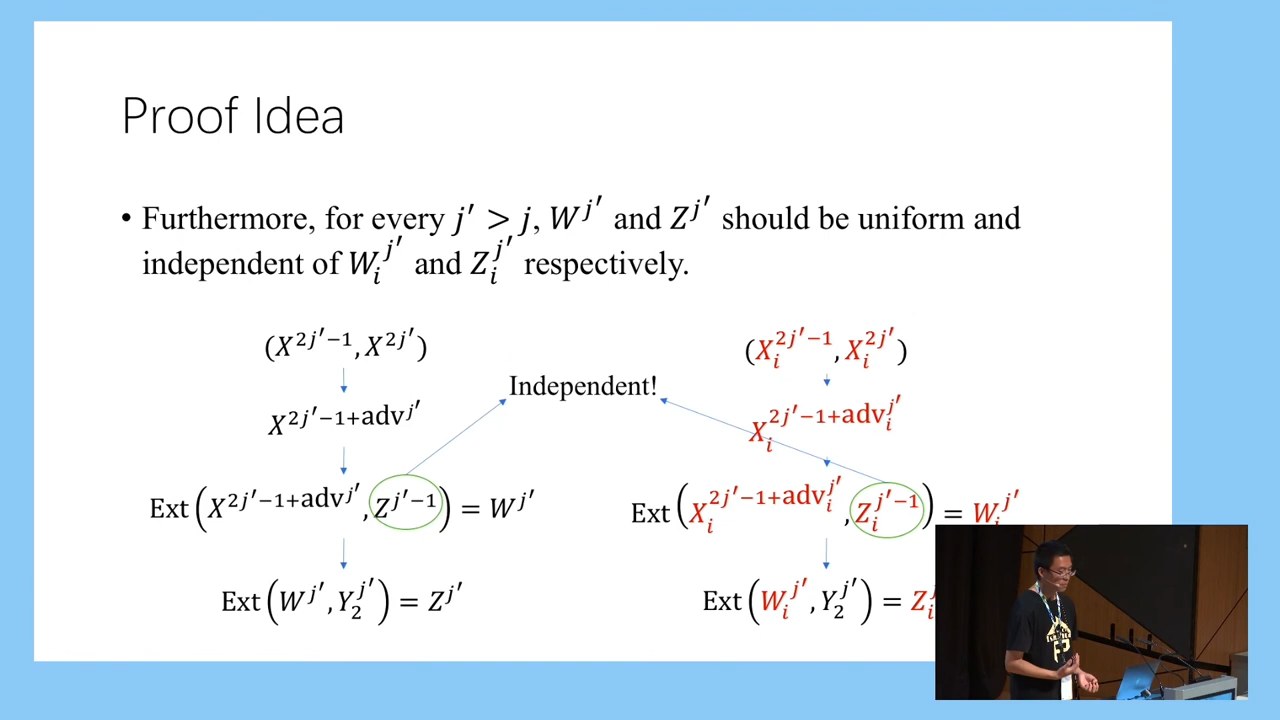 Proof Idea
• Furthermore, for every j′ > j, W^{j′} and Z^{j′} should be uniform and
independent of W_i^{j′} and Z_i^{j′} respectively.
(X^{2j′−1}, X^{2j′})
(X_i^{2j′−1}, X_i^{2j′})
Independent!
X^{2j′−1+adv^{j′}}
X_i^{2j′−1+adv_i^{j′}}
Ext(X^{2j′−1+adv^{j′}}, Z^{j′−1}) = W^{j′}
Ext(X_i^{2j′−1+adv_i^{j′}}, Z_i^{j′−1}) = W_i^{j′}
Ext(W^{j′}, Y_2^{j′}) = Z^{j′}
Ext(W_i^{j′}, Y_2^{j′}) = Z_i